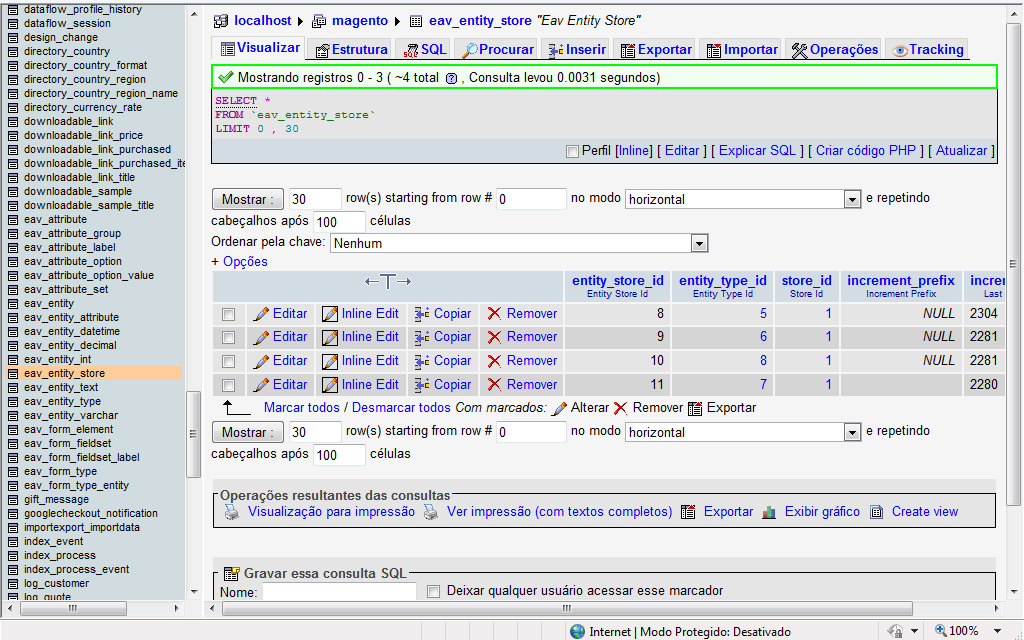 dataflow_profile_history
dataflow_session
design_change
directory_country
directory_country_format
directory_country_region
directory_country_region_name
directory_currency_rate
downloadable_link
downloadable_link_price
downloadable_link_purchased
downloadable_link_purchased_ite
downloadable_link_title
downloadable_sample
downloadable_sample_title
eav_attribute
eav_attribute_group
eav_attribute_label
eav_attribute_option
eav_attribute_option_value
eav_attribute_set
eav_entity
eav_entity_attribute
eav_entity_datetime
eav_entity_decimal
eav_entity_int
eav_entity_store
eav_entity_text
eav_entity_type
eav_entity_varchar
eav_form_element
eav_form_fieldset
eav_form_fieldset_label
eav_form_type
eav_form_type_entity
gift_message
googlecheckout_notification
importexport_importdata
index_event
index_process
index_process_event
log_customer
log_quote
localhost ▸ magento ▸ eav_entity_store "Eav Entity Store"
Visualizar Estrutura SQL Procurar Inserir Exportar Importar Operações Tracking
Mostrando registros 0 - 3 ( ~4 total , Consulta levou 0.0031 segundos)
SELECT *
FROM `eav_entity_store`
LIMIT 0 , 30
Perfil [Inline] [ Editar ] [ Explicar SQL ] [ Criar código PHP ] [ Atualizar ]
Mostrar : 30 row(s) starting from row # 0 no modo horizontal e repetindo
cabeçalhos após 100 células
Ordenar pela chave: Nenhum
+ Opções
←T→ entity_store_id entity_type_id store_id increment_prefix increr
Entity Store Id Entity Type Id Store Id Increment Prefix Last
Editar Inline Edit Copiar Remover 8 5 1 NULL 2304
Editar Inline Edit Copiar Remover 9 6 1 NULL 2281
Editar Inline Edit Copiar Remover 10 8 1 NULL 2281
Editar Inline Edit Copiar Remover 11 7 1 2280
Marcar todos / Desmarcar todos Com marcados: Alterar Remover Exportar
Mostrar : 30 row(s) starting from row # 0 no modo horizontal e repetindo
cabeçalhos após 100 células
Operações resultantes das consultas
Visualização para impressão Ver impressão (com textos completos) Exportar Exibir gráfico Create view
Gravar essa consulta SQL
Nome: Deixar qualquer usuário acessar esse marcador
Internet | Modo Protegido: Desativado 100%